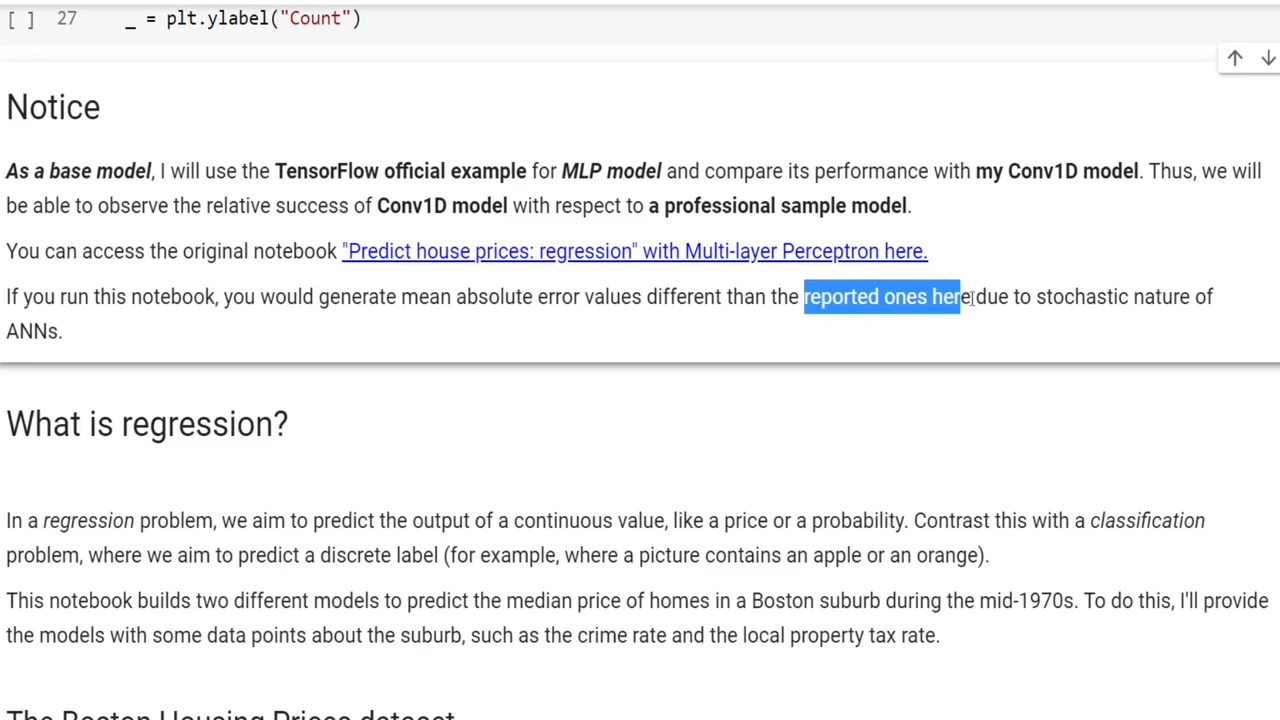 [ ] 27 _ = plt.ylabel("Count")
Notice
As a base model, I will use the TensorFlow official example for MLP model and compare its performance with my Conv1D model. Thus, we will
be able to observe the relative success of Conv1D model with respect to a professional sample model.
You can access the original notebook "Predict house prices: regression" with Multi-layer Perceptron here.
If you run this notebook, you would generate mean absolute error values different than the reported ones here due to stochastic nature of
ANNs.
What is regression?
In a regression problem, we aim to predict the output of a continuous value, like a price or a probability. Contrast this with a classification
problem, where we aim to predict a discrete label (for example, where a picture contains an apple or an orange).
This notebook builds two different models to predict the median price of homes in a Boston suburb during the mid-1970s. To do this, I'll provide
the models with some data points about the suburb, such as the crime rate and the local property tax rate.
The Boston Housing Prices dataset